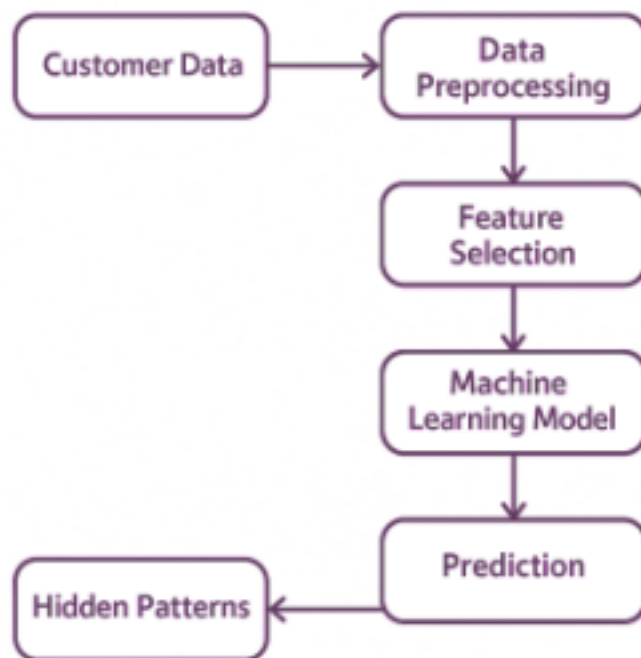 Customer Data
Data
Preprocessing
Feature
Selection
Machine
Learning Model
Prediction
Hidden Patterns